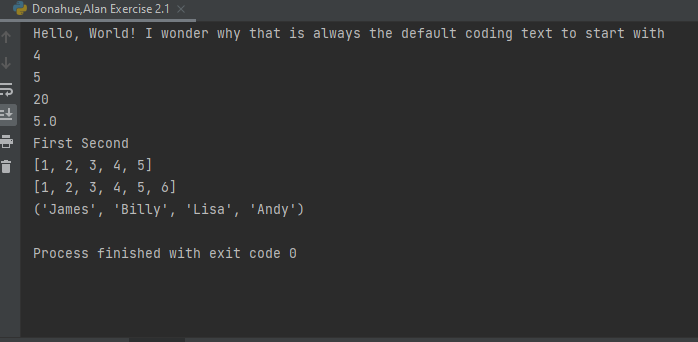 Donahue,Alan Exercise 2.1
Hello, World! I wonder why that is always the default coding text to start with
4
5
20
5.0
First Second
[1, 2, 3, 4, 5]
[1, 2, 3, 4, 5, 6]
('James', 'Billy', 'Lisa', 'Andy')
Process finished with exit code 0